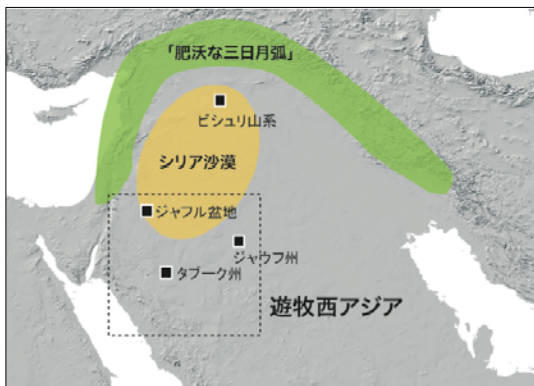 「肥沃な三日月弧」
ビシュリ山系
シリア沙漠
ジャフル盆地
ジャウフ州
タブーク州
遊牧西アジア